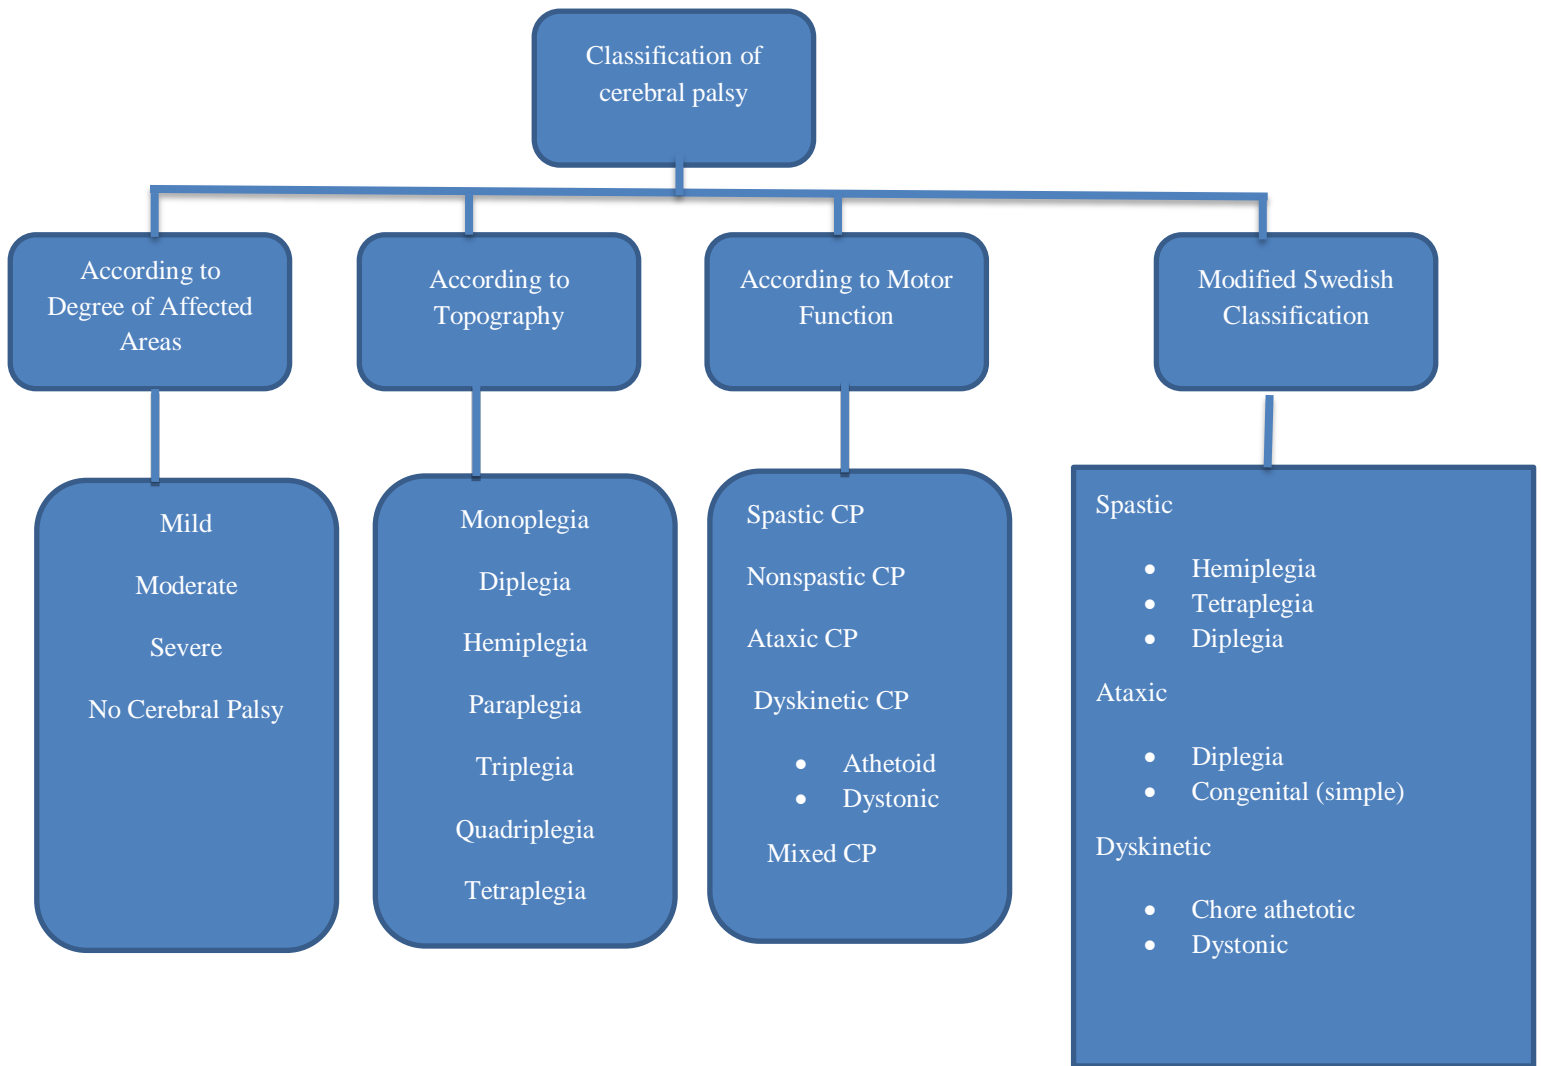 Classification of
cerebral palsy
According to
Degree of Affected
Areas
According to
Topography
According to Motor
Function
Modified Swedish
Classification
Mild
Moderate
Severe
No Cerebral Palsy
Monoplegia
Diplegia
Hemiplegia
Paraplegia
Triplegia
Quadriplegia
Tetraplegia
Spastic CP
Nonspastic CP
Ataxic CP
Dyskinetic CP
• Athetoid
• Dystonic
Mixed CP
Spastic
• Hemiplegia
• Tetraplegia
• Diplegia
Ataxic
• Diplegia
• Congenital (simple)
Dyskinetic
• Chore athetotic
• Dystonic